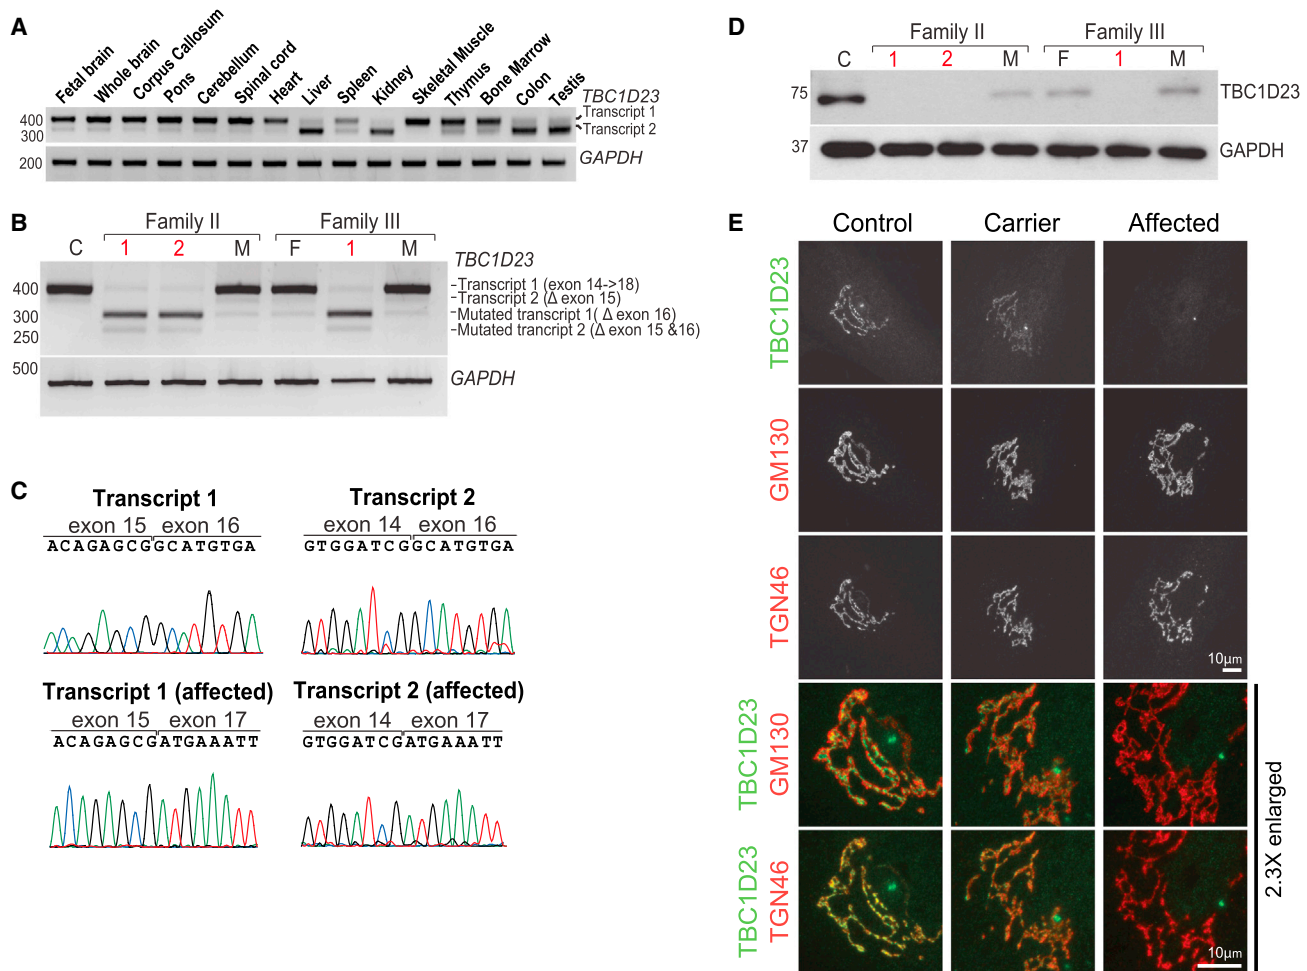 A
Fetal brain
Whole brain
Corpus Callosum
Pons
Cerebellum
Spinal cord
Heart
Liver
Spleen
Kidney
Skeletal Muscle
Thymus
Bone Marrow
Colon
Testis
TBC1D23
400
Transcript 1
300
Transcript 2
200
GAPDH
B
Family II
Family III
C
1
2
M
F
1
M
TBC1D23
400
Transcript 1 (exon 14->18)
Transcript 2 (Δ exon 15)
300
Mutated transcript 1( Δ exon 16)
250
Mutated trancript 2 (Δ exon 15 &16)
500
GAPDH
C
Transcript 1
exon 15
exon 16
ACAGAGCGGCATGTGA
Transcript 2
exon 14
exon 16
GTGGATCGGCATGTGA
Transcript 1 (affected)
exon 15
exon 17
ACAGAGCGATGAAATT
Transcript 2 (affected)
exon 14
exon 17
GTGGATCGATGAAATT
D
Family II
Family III
C
1
2
M
F
1
M
75
TBC1D23
37
GAPDH
E
Control
Carrier
Affected
TBC1D23
GM130
TGN46
10µm
TBC1D23
GM130
TBC1D23
TGN46
10µm
2.3X enlarged